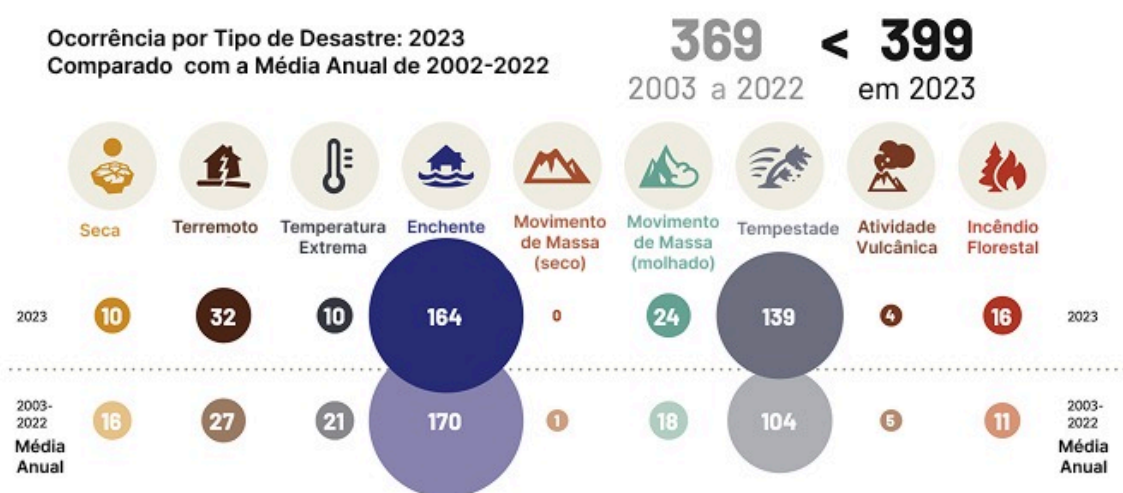 Ocorrência por Tipo de Desastre: 2023
Comparado com a Média Anual de 2002-2022
369 < 399
2003 a 2022 em 2023
Seca
Terremoto
Temperatura
Extrema
Enchente
Movimento
de Massa
(seco)
Movimento
de Massa
(molhado)
Tempestade
Atividade
Vulcânica
Incêndio
Florestal
2023 10 32 10 164 0 24 139 4 16 2023
2003-
2022
Média
Anual
16 27 21 170 1 18 104 5 11
2003-
2022
Média
Anual